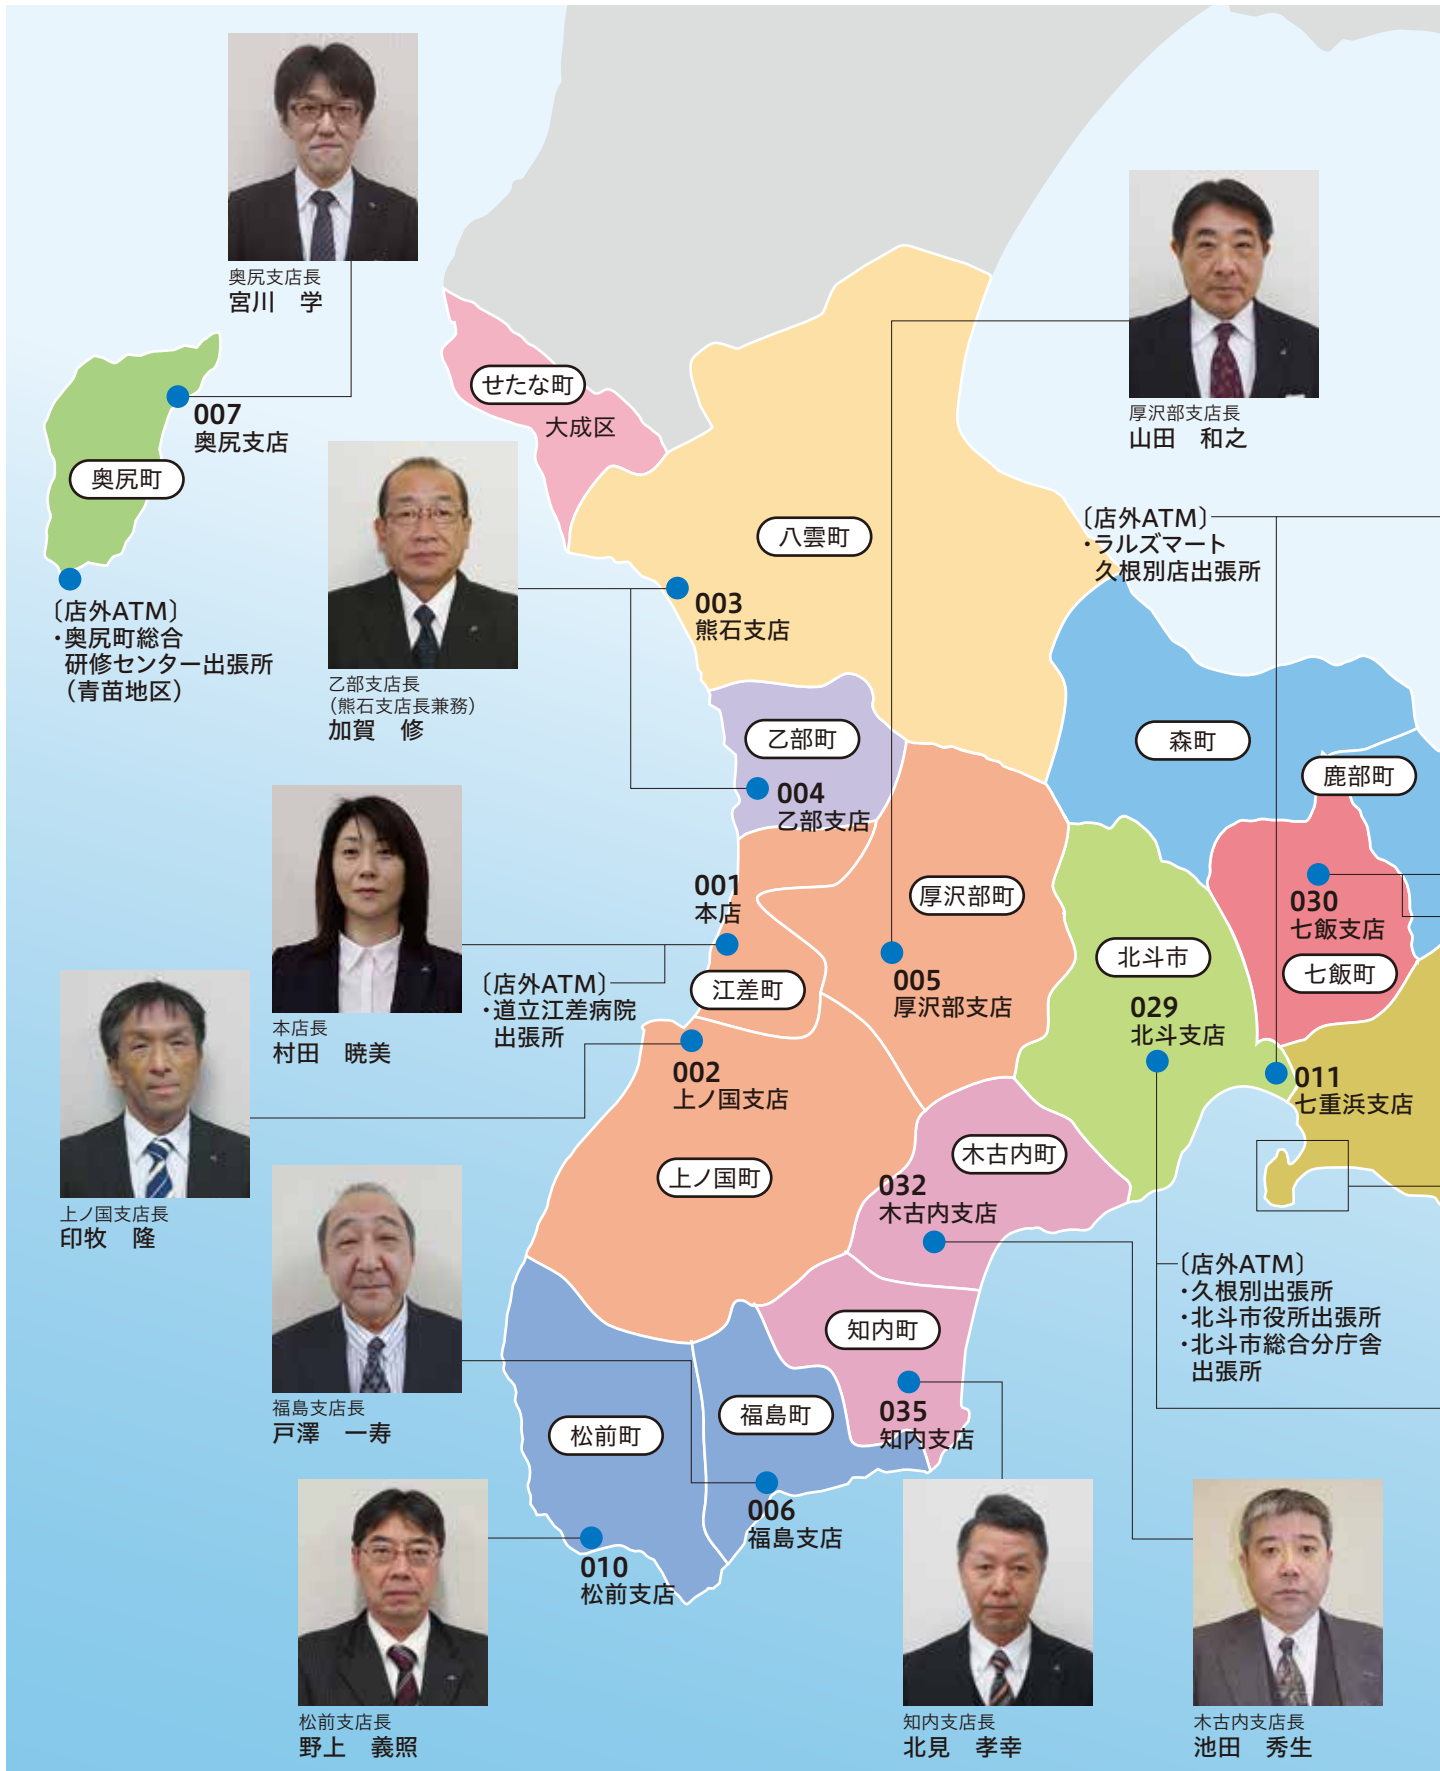 奥尻支店長
宮川 学
007
奥尻支店
奥尻町
〔店外ATM〕
・奥尻町総合
研修センター出張所
（青苗地区）
せたな町
大成区
厚沢部支店長
山田 和之
〔店外ATM〕
・ラルズマート
久根別店出張所
八雲町
003
熊石支店
乙部支店長
（熊石支店長兼務）
加賀 修
乙部町
004
乙部支店
森町
鹿部町
001
本店
〔店外ATM〕
・道立江差病院
出張所
江差町
本店長
村田 暁美
厚沢部町
005
厚沢部支店
030
七飯支店
七飯町
北斗市
029
北斗支店
011
七重浜支店
002
上ノ国支店
上ノ国町
上ノ国支店長
印牧 隆
木古内町
032
木古内支店
〔店外ATM〕
・久根別出張所
・北斗市役所出張所
・北斗市総合分庁舎
出張所
知内町
035
知内支店
福島支店長
戸澤 一寿
松前町
福島町
006
福島支店
010
松前支店
松前支店長
野上 義照
知内支店長
北見 孝幸
木古内支店長
池田 秀生